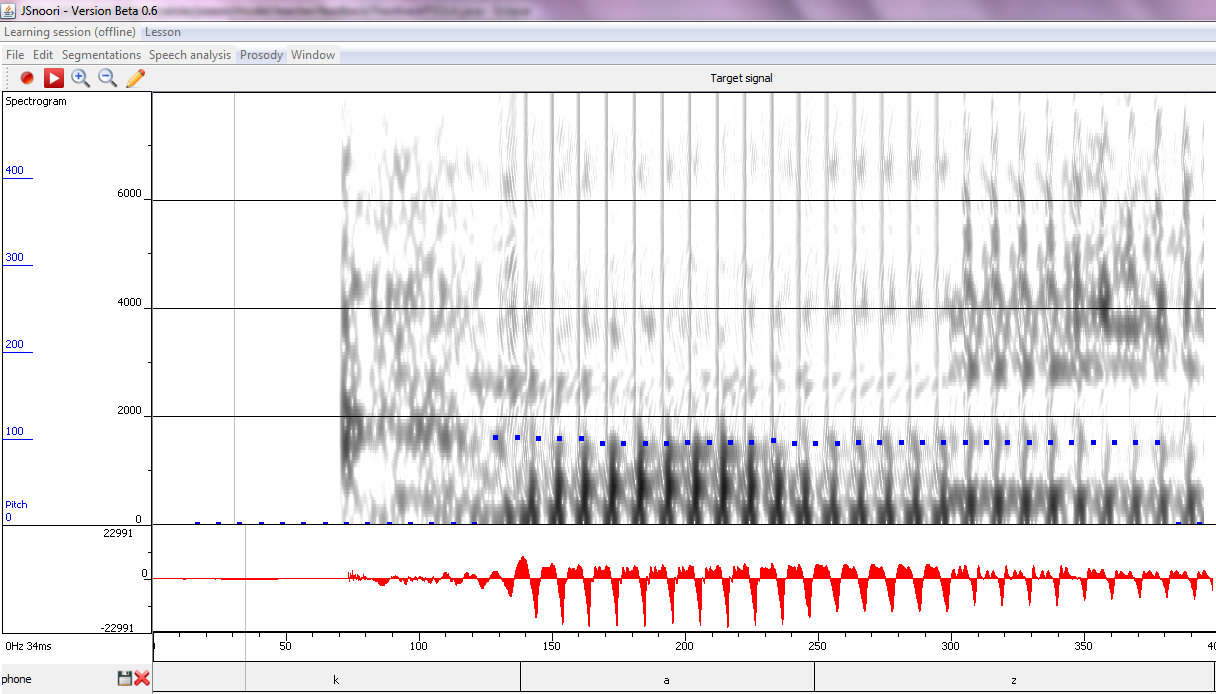 JSnoori - Version Beta 0.6
Learning session (offline) Lesson
File Edit Segmentations Speech analysis Prosody Window
Target signal
Spectrogram
400
6000
300
4000
200
2000
100
Pitch
0
0
22991
0
-22991
0Hz 34ms
50 100 150 200 250 300 350
phone
k a z